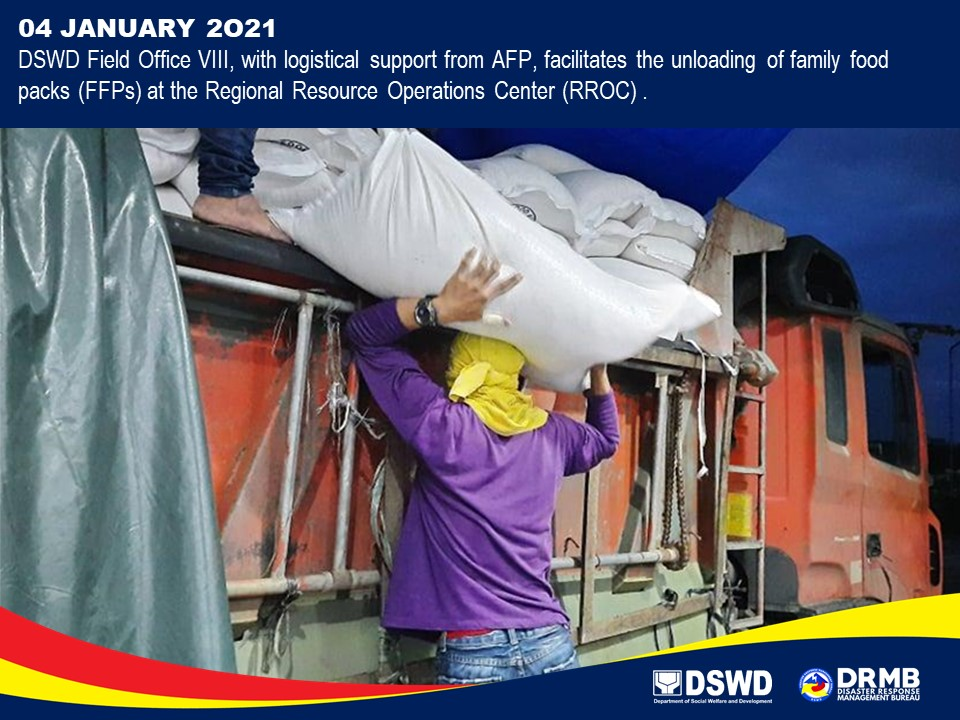 04 JANUARY 2O21
DSWD Field Office VIII, with logistical support from AFP, facilitates the unloading of family food
packs (FFPs) at the Regional Resource Operations Center (RROC) .
DSWD
Department of Social Welfare and Development
DRMB
DISASTER RESPONSE
MANAGEMENT BUREAU